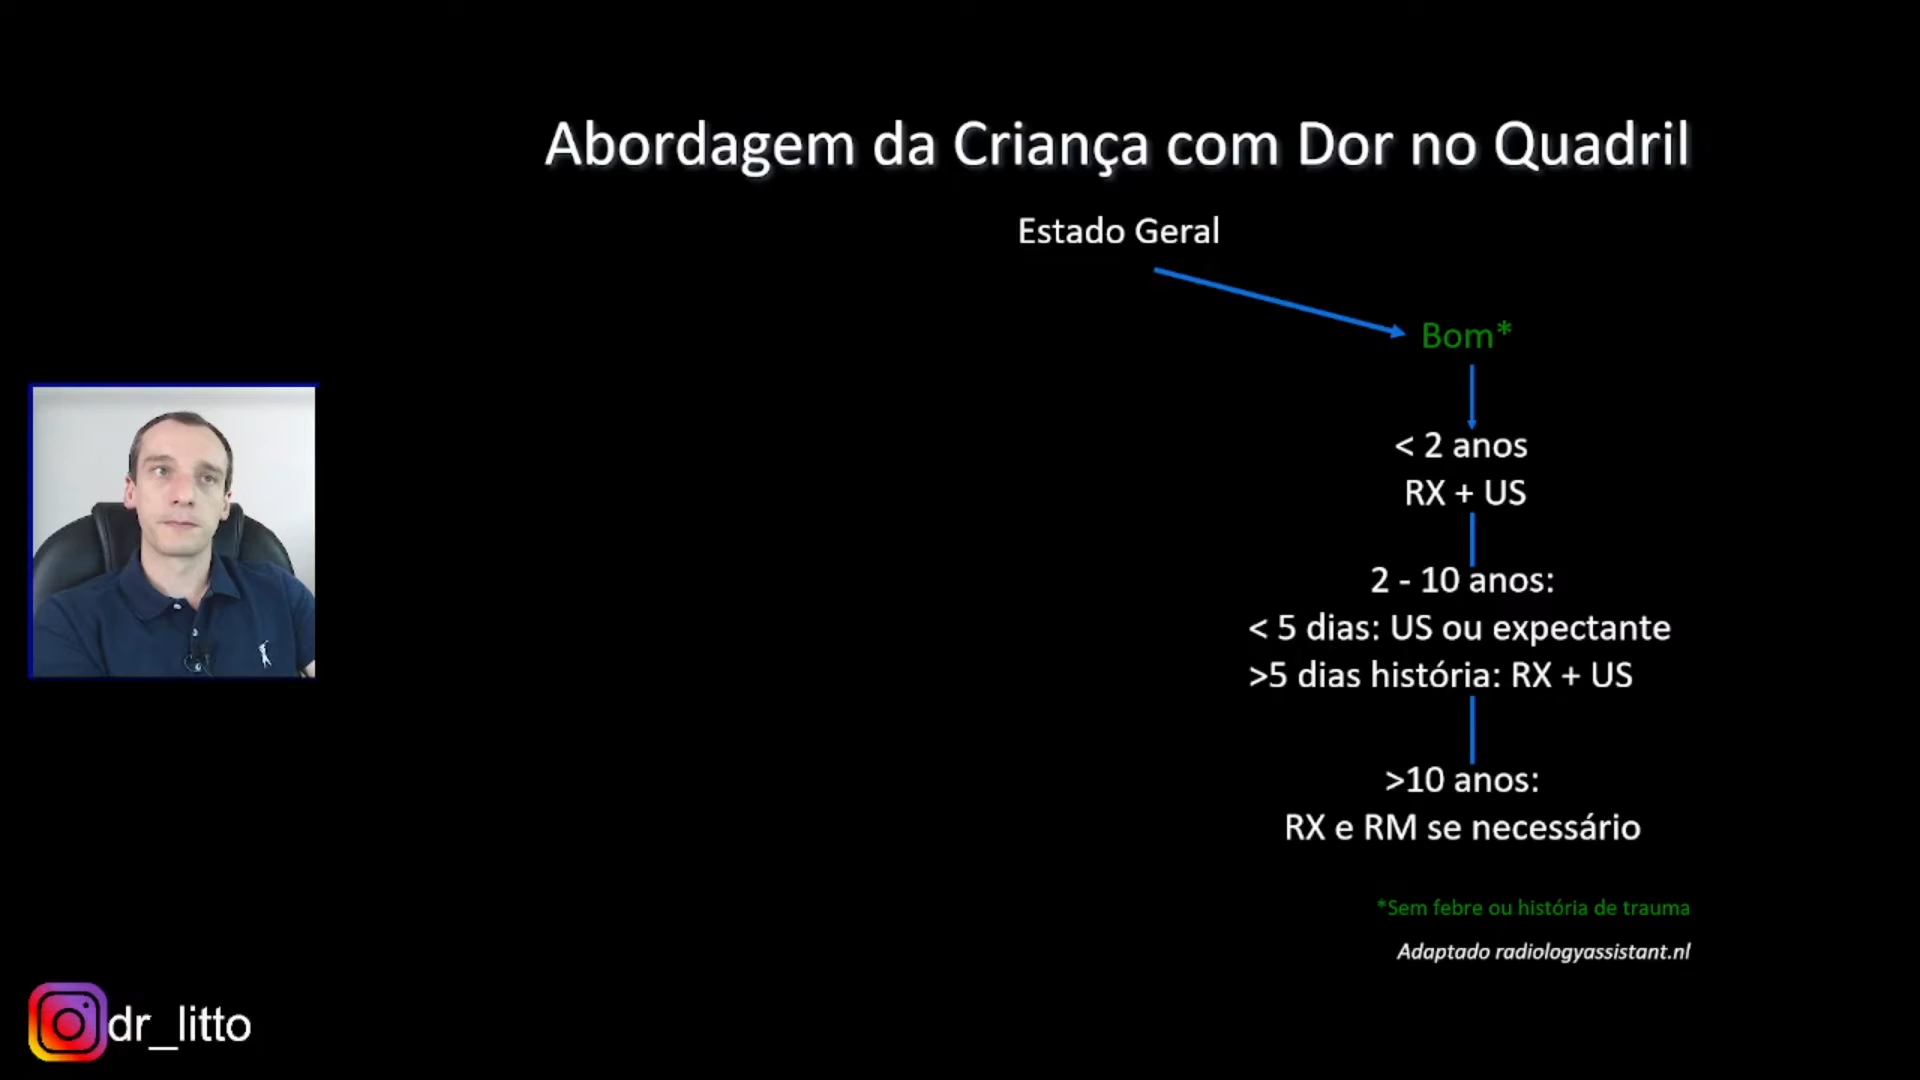 Abordagem da Criança com Dor no Quadril
Estado Geral
Bom*
< 2 anos
RX + US
2 - 10 anos:
< 5 dias: US ou expectante
>5 dias história: RX + US
>10 anos:
RX e RM se necessário
*Sem febre ou história de trauma
Adaptado radiologyassistant.nl
dr_litto